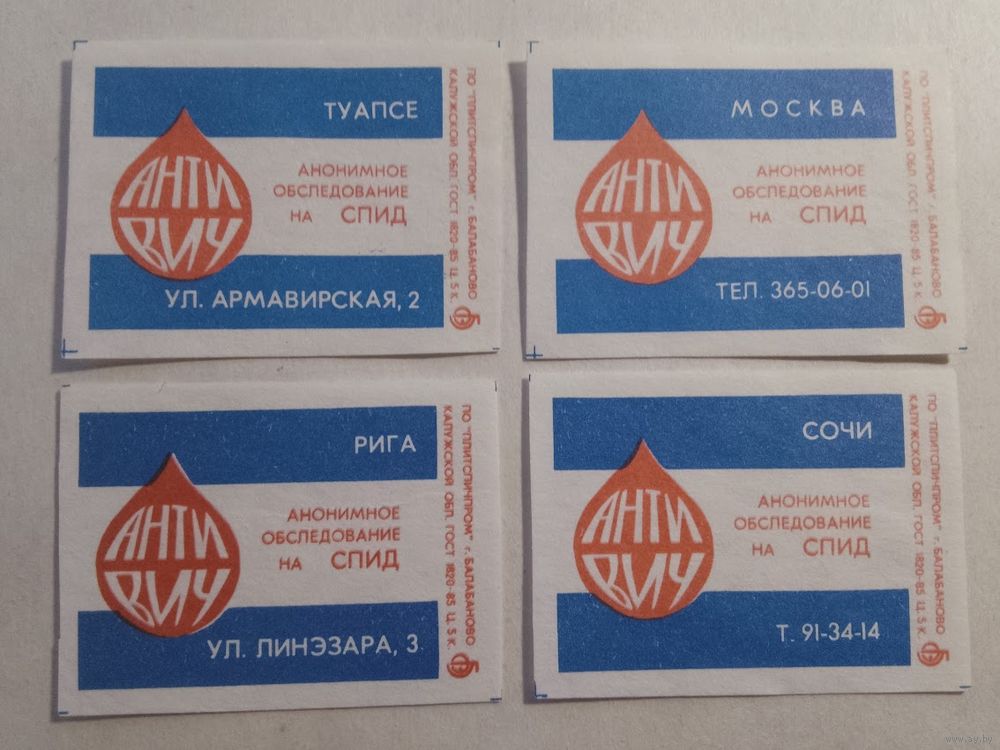 ТУАПСЕ
АНТИ
ВИЧ
АНОНИМНОЕ
ОБСЛЕДОВАНИЕ
НА СПИД
УЛ. АРМАВИРСКАЯ, 2
ПО "ПЛИТСПИЧПРОМ" г. БАЛАБАНОВО
КАЛУЖСКОЙ ОБЛ. ГОСТ 1820-85 Ц. 5 К.
МОСКВА
АНТИ
ВИЧ
АНОНИМНОЕ
ОБСЛЕДОВАНИЕ
НА СПИД
ТЕЛ. 365-06-01
ПО "ПЛИТСПИЧПРОМ" г. БАЛАБАНОВО
КАЛУЖСКОЙ ОБЛ. ГОСТ 1820-85 Ц. 5 К.
РИГА
АНТИ
ВИЧ
АНОНИМНОЕ
ОБСЛЕДОВАНИЕ
НА СПИД
УЛ. ЛИНЭЗАРА, 3
ПО "ПЛИТСПИЧПРОМ" г. БАЛАБАНОВО
КАЛУЖСКОЙ ОБЛ. ГОСТ 1820-85 Ц. 5 К.
СОЧИ
АНТИ
ВИЧ
АНОНИМНОЕ
ОБСЛЕДОВАНИЕ
НА СПИД
Т. 91-34-14
ПО "ПЛИТСПИЧПРОМ" г. БАЛАБАНОВО
КАЛУЖСКОЙ ОБЛ. ГОСТ 1820-85 Ц. 5 К.
www.ay.by